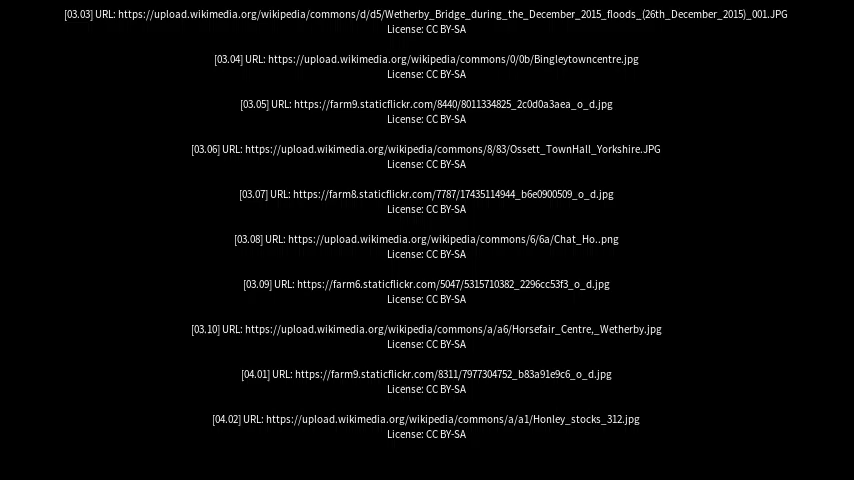 [03.03] URL: https://upload.wikimedia.org/wikipedia/commons/d/d5/Wetherby_Bridge_during_the_December_2015_floods_(26th_December_2015)_001.JPG
License: CC BY-SA
[03.04] URL: https://upload.wikimedia.org/wikipedia/commons/0/0b/Bingleytowncentre.jpg
License: CC BY-SA
[03.05] URL: https://farm9.staticflickr.com/8440/8011334825_2c0d0a3aea_o_d.jpg
License: CC BY-SA
[03.06] URL: https://upload.wikimedia.org/wikipedia/commons/8/83/Ossett_TownHall_Yorkshire.JPG
License: CC BY-SA
[03.07] URL: https://farm8.staticflickr.com/7787/17435114944_b6e0900509_o_d.jpg
License: CC BY-SA
[03.08] URL: https://upload.wikimedia.org/wikipedia/commons/6/6a/Chat_Ho..png
License: CC BY-SA
[03.09] URL: https://farm6.staticflickr.com/5047/5315710382_2296cc53f3_o_d.jpg
License: CC BY-SA
[03.10] URL: https://upload.wikimedia.org/wikipedia/commons/a/a6/Horsefair_Centre,_Wetherby.jpg
License: CC BY-SA
[04.01] URL: https://farm9.staticflickr.com/8311/7977304752_b83a91e9c6_o_d.jpg
License: CC BY-SA
[04.02] URL: https://upload.wikimedia.org/wikipedia/commons/a/a1/Honley_stocks_312.jpg
License: CC BY-SA